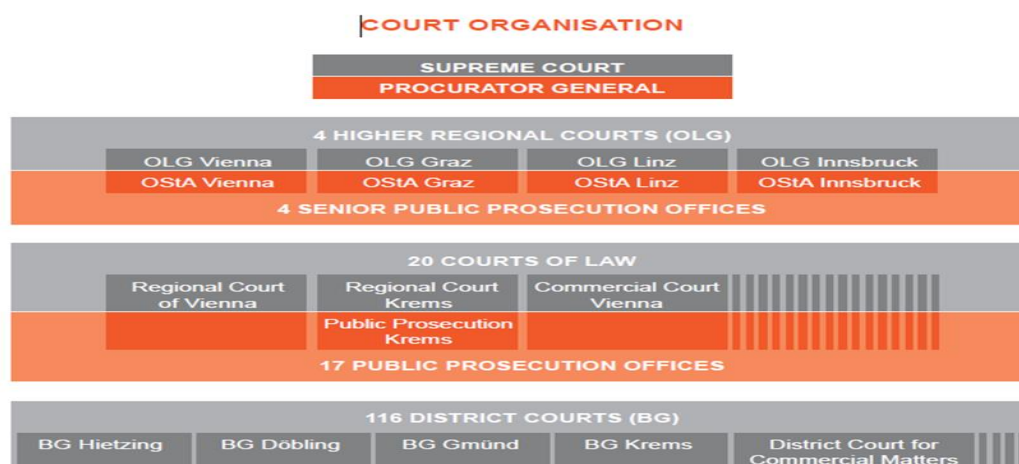 COURT ORGANISATION
SUPREME COURT
PROCURATOR GENERAL
4 HIGHER REGIONAL COURTS (OLG)
OLG Vienna OLG Graz OLG Linz OLG Innsbruck
OStA Vienna OStA Graz OStA Linz OStA Innsbruck
4 SENIOR PUBLIC PROSECUTION OFFICES
20 COURTS OF LAW
Regional Court Regional Court Commercial Court
of Vienna Krems Vienna
Public Prosecution
Krems
17 PUBLIC PROSECUTION OFFICES
116 DISTRICT COURTS (BG)
BG Hietzing BG Döbling BG Gmünd BG Krems District Court for
Commercial Matters